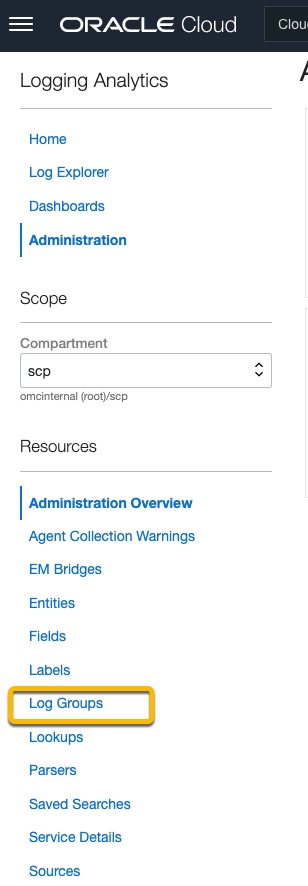 ORACLE Cloud
Clou
Logging Analytics
Home
Log Explorer
Dashboards
Administration
Scope
Compartment
scp
omcinternal (root)/scp
Resources
Administration Overview
Agent Collection Warnings
EM Bridges
Entities
Fields
Labels
Log Groups
Lookups
Parsers
Saved Searches
Service Details
Sources